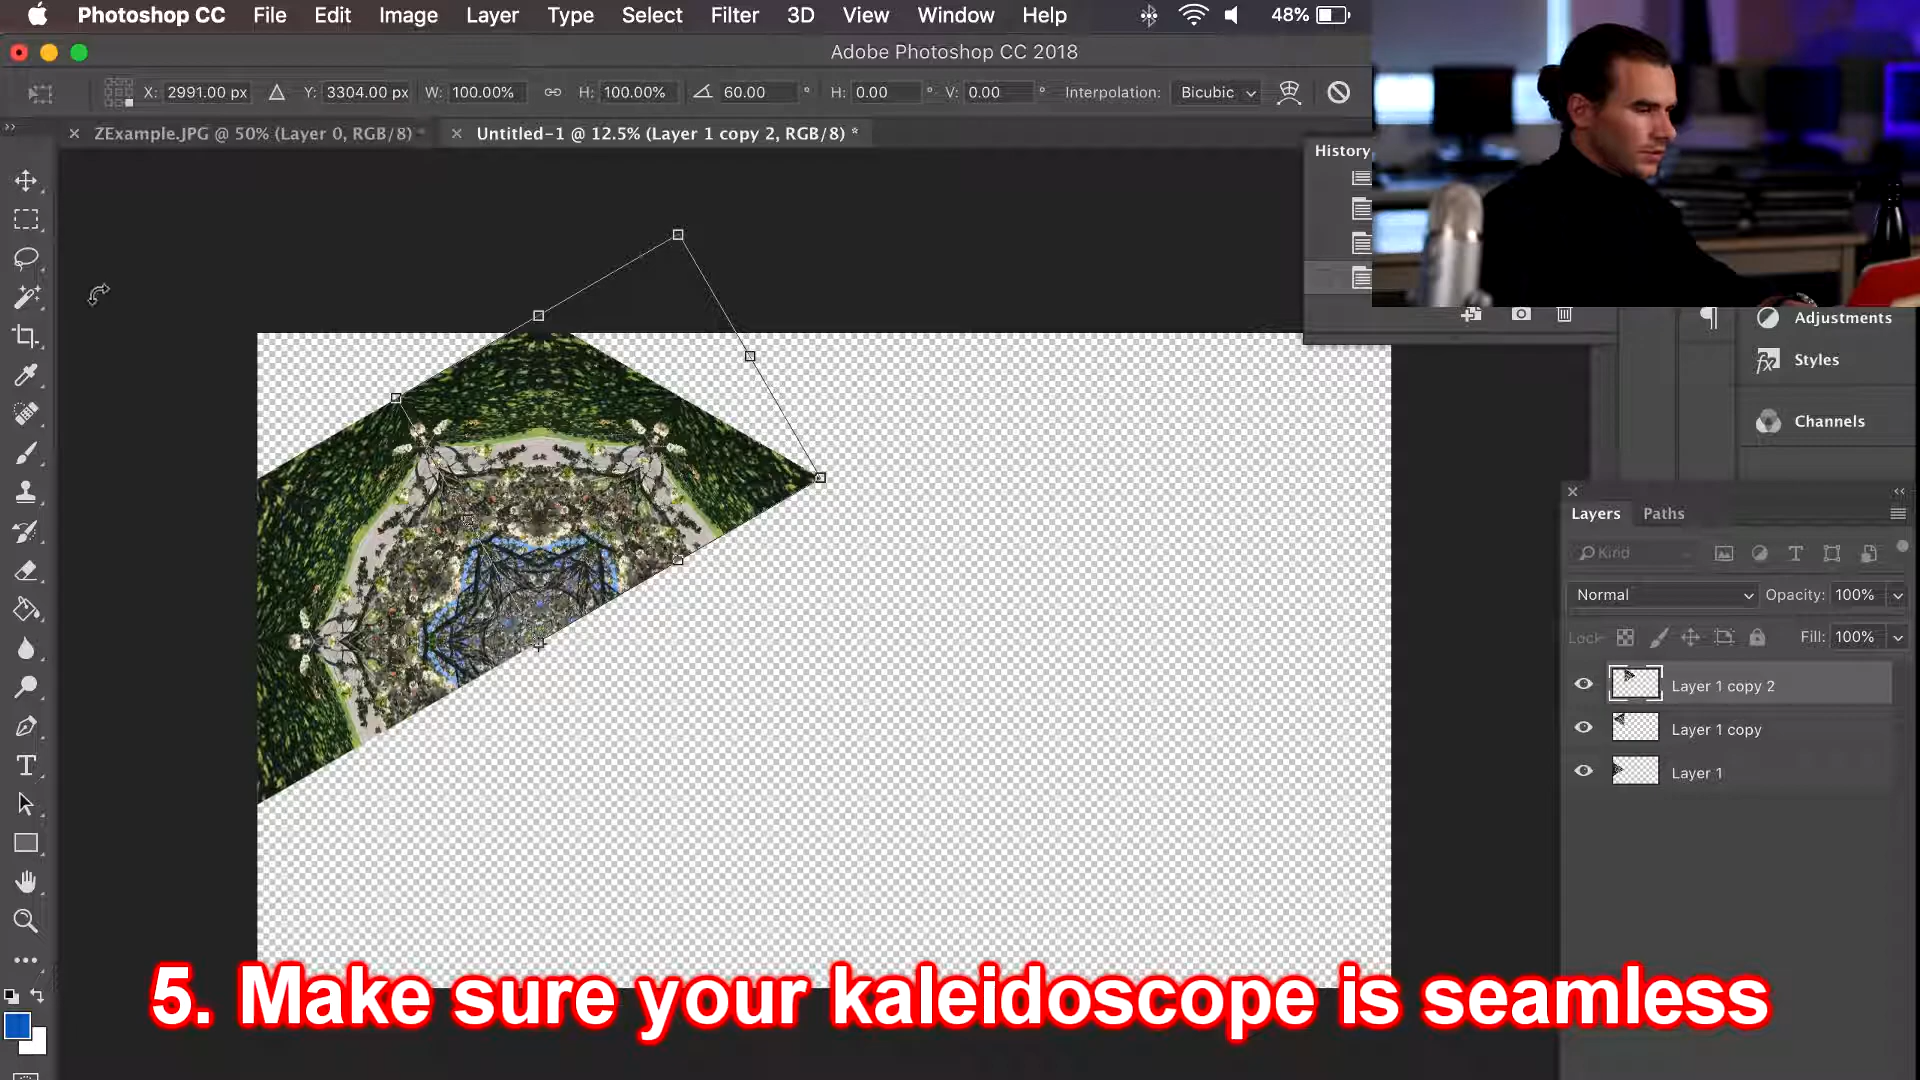 Photoshop CC File Edit Image Layer Type Select Filter 3D View Window Help 48%
Adobe Photoshop CC 2018
X: 2991.00 px Y: 3304.00 px W: 100.00% H: 100.00% 60.00 ° H: 0.00 ° V: 0.00 ° Interpolation: Bicubic
ZExample.JPG @ 50% (Layer 0, RGB/8) * Untitled-1 @ 12.5% (Layer 1 copy 2, RGB/8) *
History
Adjustments
Styles
Channels
Layers Paths
Kind
Normal Opacity: 100%
Lock Fill: 100%
Layer 1 copy 2
Layer 1 copy
Layer 1
5. Make sure your kaleidoscope is seamless